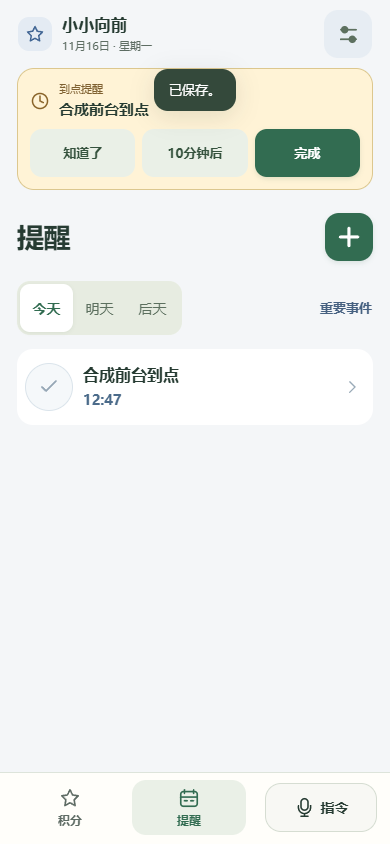 小小向前
11月16日 · 星期一
到点提醒
已保存。
合成前台到点
知道了
10分钟后
完成
提醒
今天
明天
后天
重要事件
合成前台到点
12:47
积分
提醒
指令